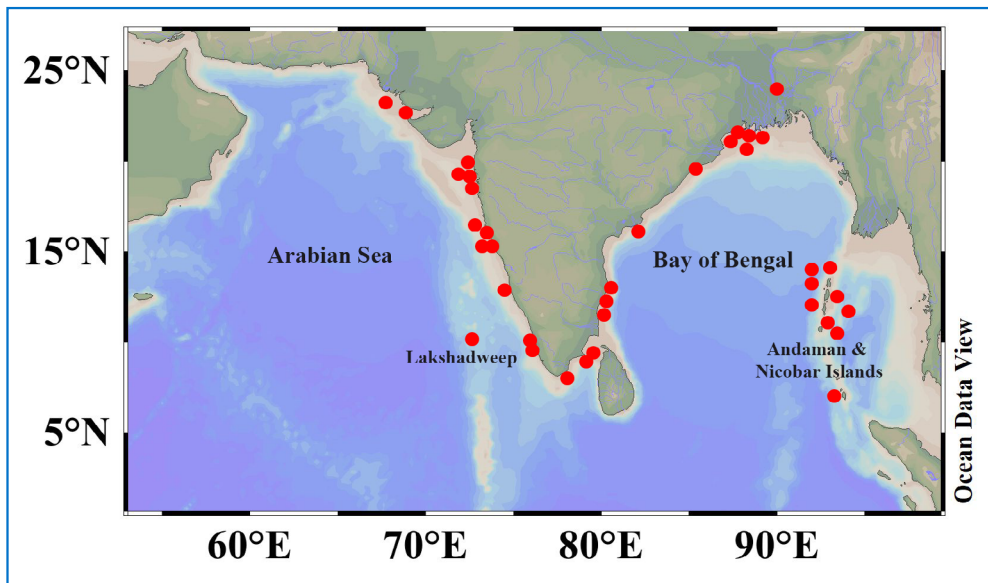 25°N
15°N
5°N
Arabian Sea
Bay of Bengal
Lakshadweep
Andaman &
Nicobar Islands
60°E
70°E
80°E
90°E
Ocean Data View